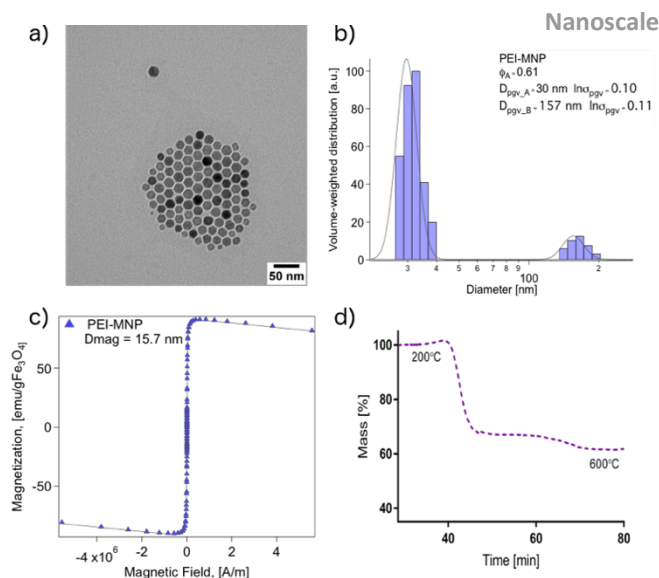 Nanoscale
a)
50 nm
b)
PEI-MNP
ϕA=0.61
Dpgv_A=30 nm lnσpgv=0.10
Dpgv_B=157 nm lnσpgv=0.11
Volume-weighted distribution [a.u.]
100
80
60
40
20
0
3 4 5 6 7 8 9 100 2
Diameter [nm]
c)
PEI-MNP
Dmag = 15.7 nm
Magnetization, [emu/gFe3O4]
50
0
-50
-4 x10⁶ -2 0 2 4
Magnetic Field, [A/m]
d)
Mass [%]
100
80
60
40
200°C
600°C
40 60 80
Time [min]